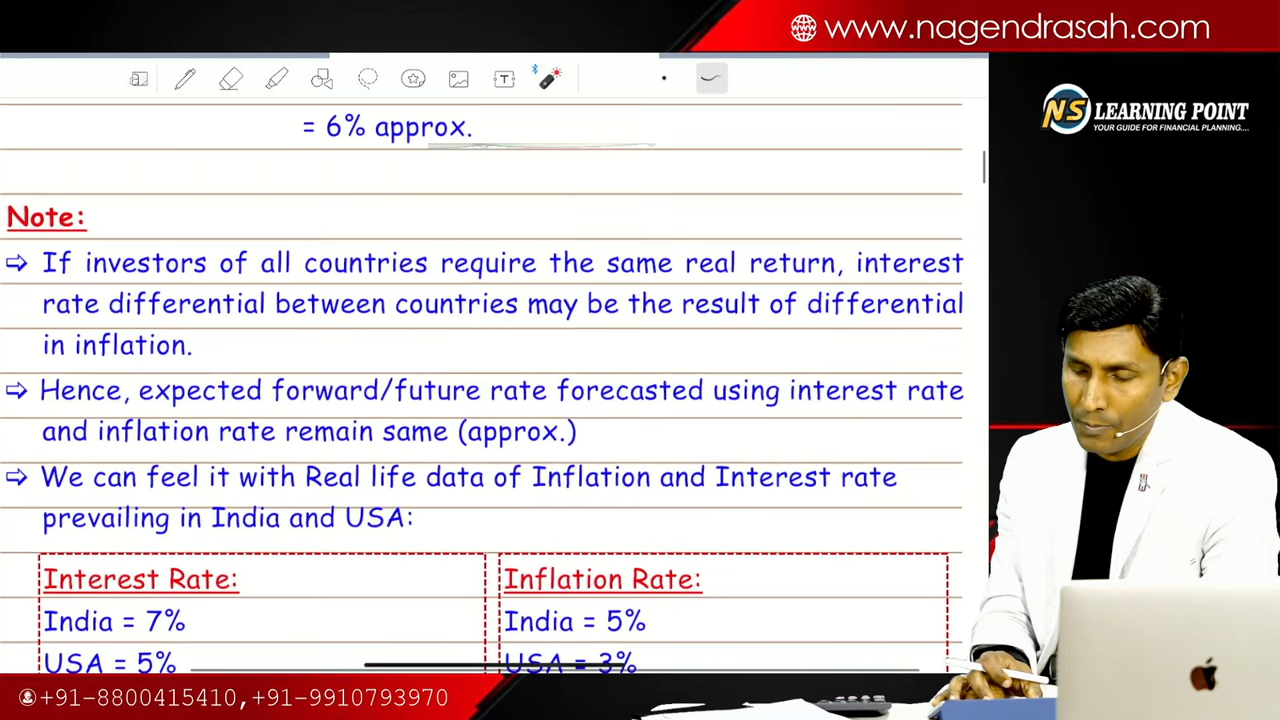 www.nagendrasah.com
NS LEARNING POINT
YOUR GUIDE FOR FINANCIAL PLANNING....
= 6% approx.
Note:
⇨ If investors of all countries require the same real return, interest
rate differential between countries may be the result of differential
in inflation.
⇨ Hence, expected forward/future rate forecasted using interest rate
and inflation rate remain same (approx.)
⇨ We can feel it with Real life data of Inflation and Interest rate
prevailing in India and USA:
Interest Rate:
India = 7%
USA = 5%
Inflation Rate:
India = 5%
USA = 3%
+91-8800415410,+91-9910793970